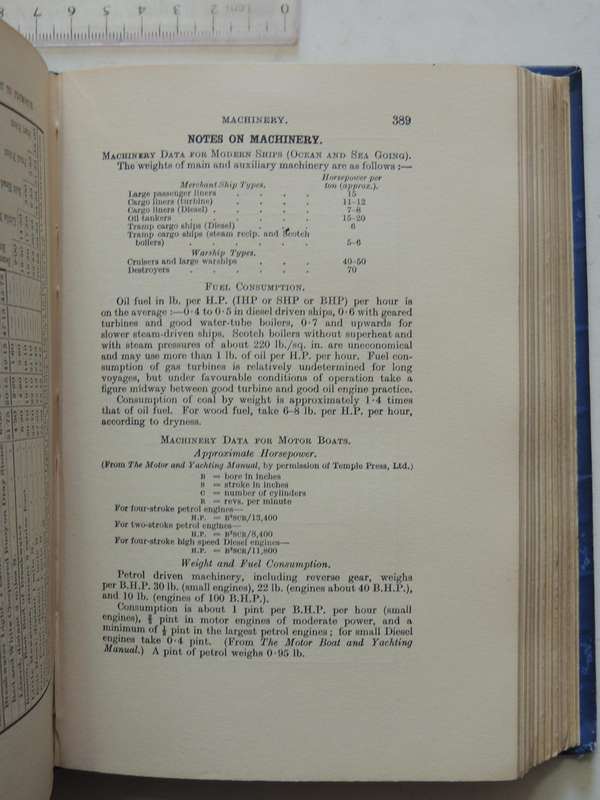 0 1cm 2 3 4 5 6 7 8
MACHINERY. 389
NOTES ON MACHINERY.
MACHINERY DATA FOR MODERN SHIPS (OCEAN AND SEA GOING).
The weights of main and auxiliary machinery are as follows :—
Merchant Ship Types. Horsepower per ton (approx.).
Large passenger liners . . . . 15
Cargo liners (turbine) . . . . 11–12
Cargo liners (Diesel) . . . . . 7–8
Oil tankers . . . . . . 15–20
Tramp cargo ships (Diesel) . . . 6
Tramp cargo ships (steam recip. and Scotch
boilers) . . . . . . . 5–6
Warship Types.
Cruisers and large warships . . . 40–50
Destroyers . . . . . . 70
FUEL CONSUMPTION.
Oil fuel in lb. per H.P. (IHP or SHP or BHP) per hour is
on the average :—0·4 to 0·5 in diesel driven ships, 0·6 with geared
turbines and good water-tube boilers, 0·7 and upwards for
slower steam-driven ships. Scotch boilers without superheat and
with steam pressures of about 220 lb./sq. in. are uneconomical
and may use more than 1 lb. of oil per H.P. per hour. Fuel con-
sumption of gas turbines is relatively undetermined for long
voyages, but under favourable conditions of operation take a
figure midway between good turbine and good oil engine practice.
Consumption of coal by weight is approximately 1·4 times
that of oil fuel. For wood fuel, take 6–8 lb. per H.P. per hour,
according to dryness.
MACHINERY DATA FOR MOTOR BOATS.
Approximate Horsepower.
(From The Motor and Yachting Manual, by permission of Temple Press, Ltd.)
B = bore in inches
S = stroke in inches
C = number of cylinders
R = revs. per minute
For four-stroke petrol engines—
H.P. = B²SCR/13,400
For two-stroke petrol engines—
H.P. = B²SCR/8,400
For four-stroke high speed Diesel engines—
H.P. = B²SCR/11,800
Weight and Fuel Consumption.
Petrol driven machinery, including reverse gear, weighs
per B.H.P. 30 lb. (small engines), 22 lb. (engines about 40 B.H.P.),
and 10 lb. (engines of 100 B.H.P.).
Consumption is about 1 pint per B.H.P. per hour (small
engines), ¾ pint in motor engines of moderate power, and a
minimum of ½ pint in the largest petrol engines ; for small Diesel
engines take 0·4 pint. (From The Motor Boat and Yachting
Manual.) A pint of petrol weighs 0·95 lb.